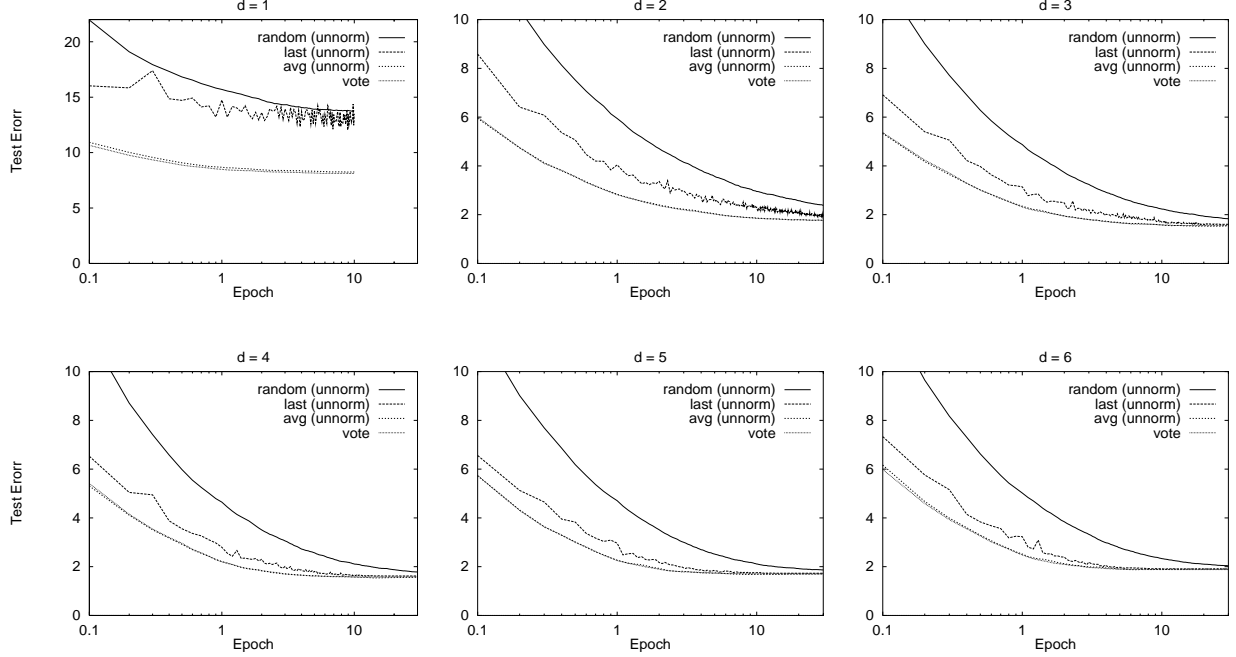 d = 1
22
20
15
10
5
0
0.1
1
10
Test Erorr
Epoch
random (unnorm)
last (unnorm)
avg (unnorm)
vote
d = 2
10
8
6
4
2
0
0.1
1
10
Epoch
random (unnorm)
last (unnorm)
avg (unnorm)
vote
d = 3
10
8
6
4
2
0
0.1
1
10
Epoch
random (unnorm)
last (unnorm)
avg (unnorm)
vote
d = 4
10
8
6
4
2
0
0.1
1
10
Test Erorr
Epoch
random (unnorm)
last (unnorm)
avg (unnorm)
vote
d = 5
10
8
6
4
2
0
0.1
1
10
Epoch
random (unnorm)
last (unnorm)
avg (unnorm)
vote
d = 6
10
8
6
4
2
0
0.1
1
10
Epoch
random (unnorm)
last (unnorm)
avg (unnorm)
vote